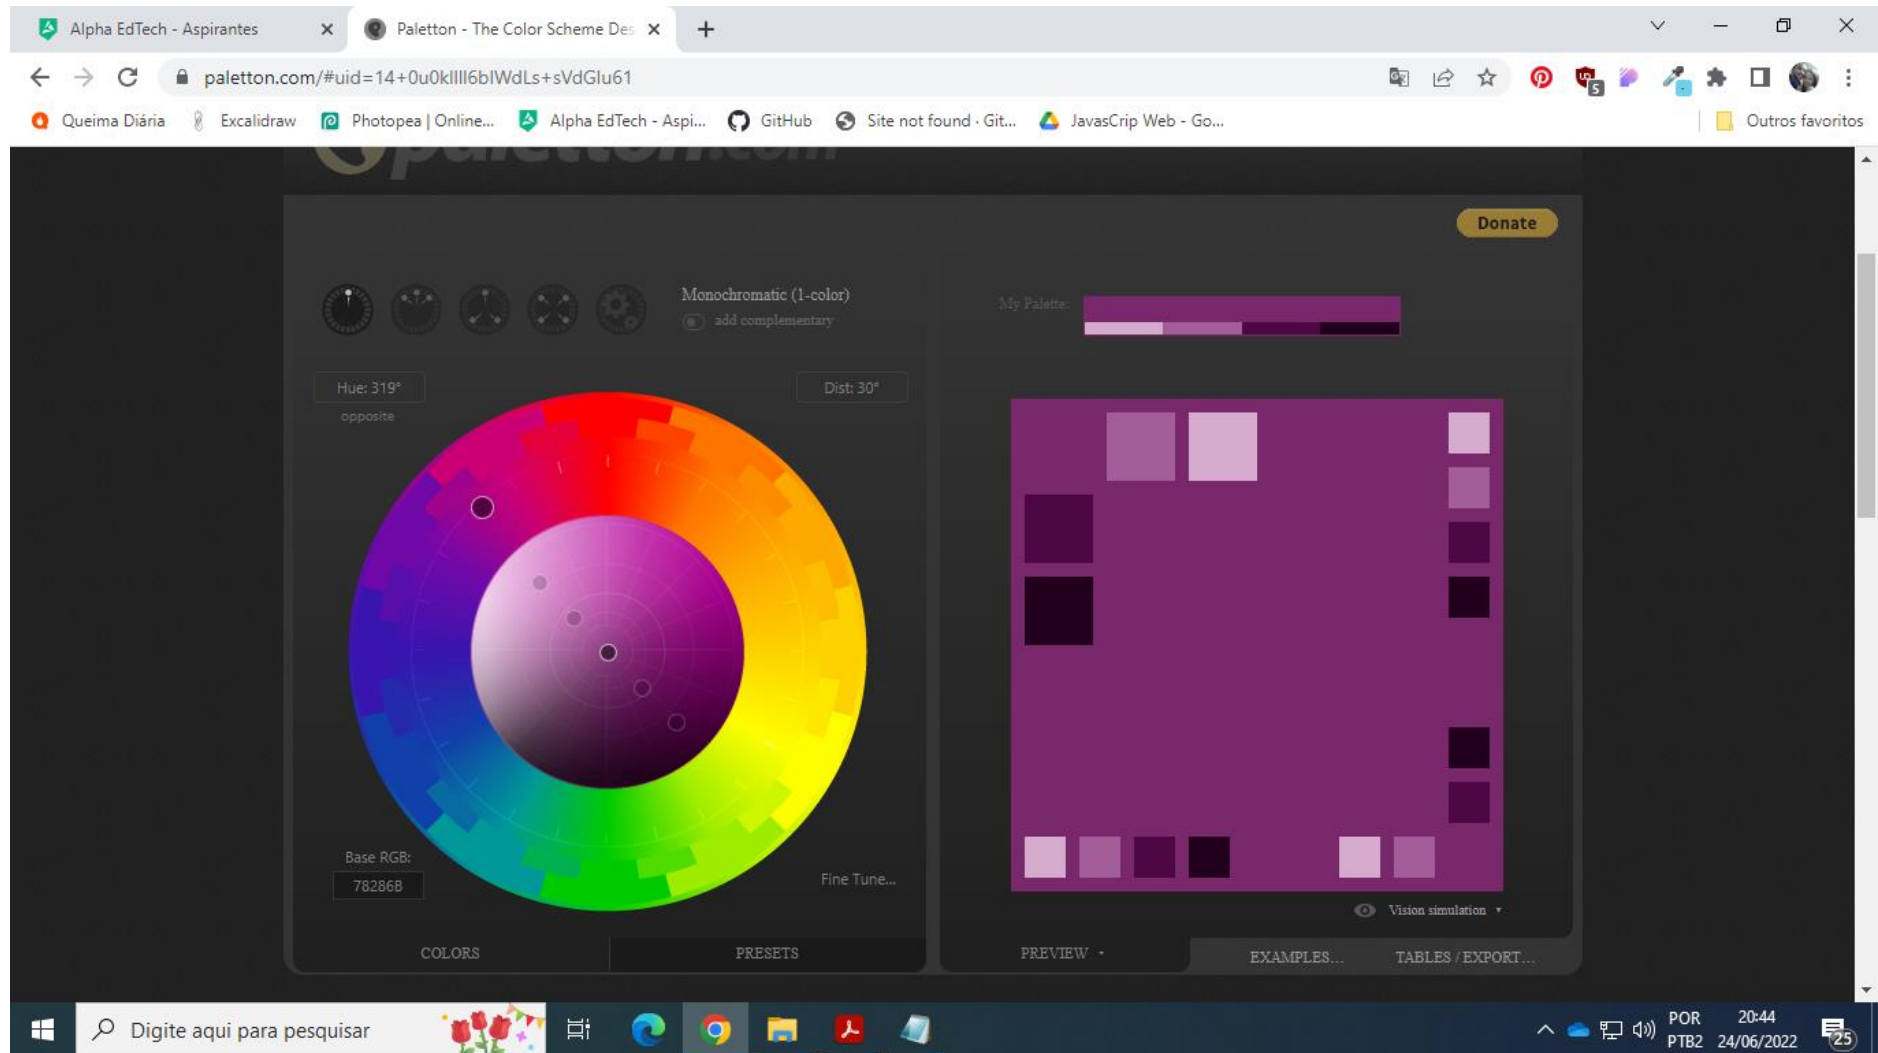 Alpha EdTech - Aspirantes
Paletton - The Color Scheme Des
paletton.com/#uid=14+0u0kllll6blWdLs+sVdGlu61
5
Queima Diária
Excalidraw
Photopea | Online...
Alpha EdTech - Aspi...
GitHub
Site not found · Git...
JavasCrip Web - Go...
Outros favoritos
paletton.com
Donate
Monochromatic (1-color)
add complementary
My Palette:
Hue: 319°
opposite
Dist: 30°
Base RGB:
78286B
Fine Tune...
Vision simulation
COLORS
PRESETS
PREVIEW
EXAMPLES...
TABLES / EXPORT...
Digite aqui para pesquisar
POR
PTB2
20:44
24/06/2022
25